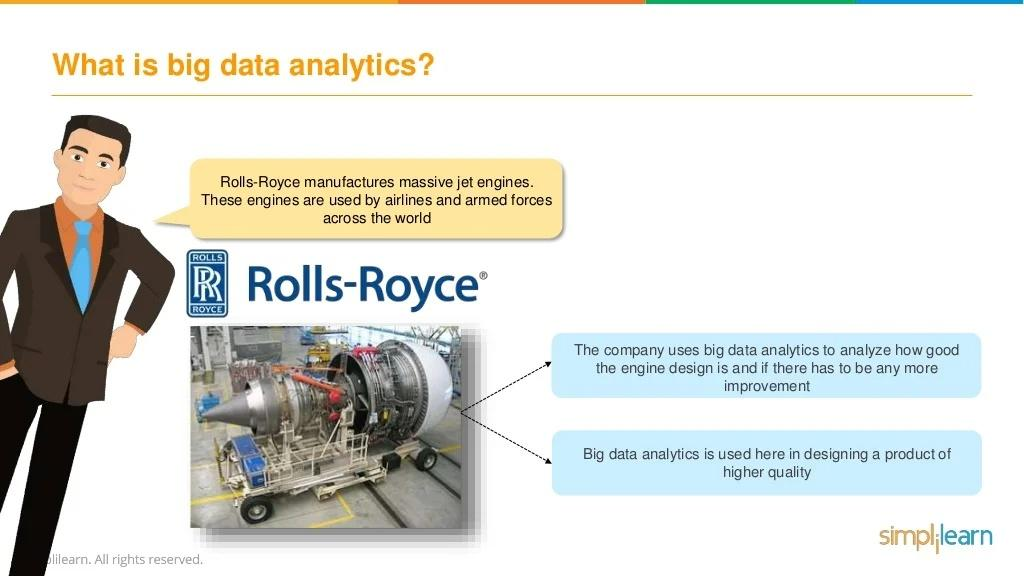 What is big data analytics?
Rolls-Royce manufactures massive jet engines.
These engines are used by airlines and armed forces
across the world
ROLLS
RR
ROYCE
Rolls-Royce®
The company uses big data analytics to analyze how good
the engine design is and if there has to be any more
improvement
Big data analytics is used here in designing a product of
higher quality
simplilearn
plilearn. All rights reserved.